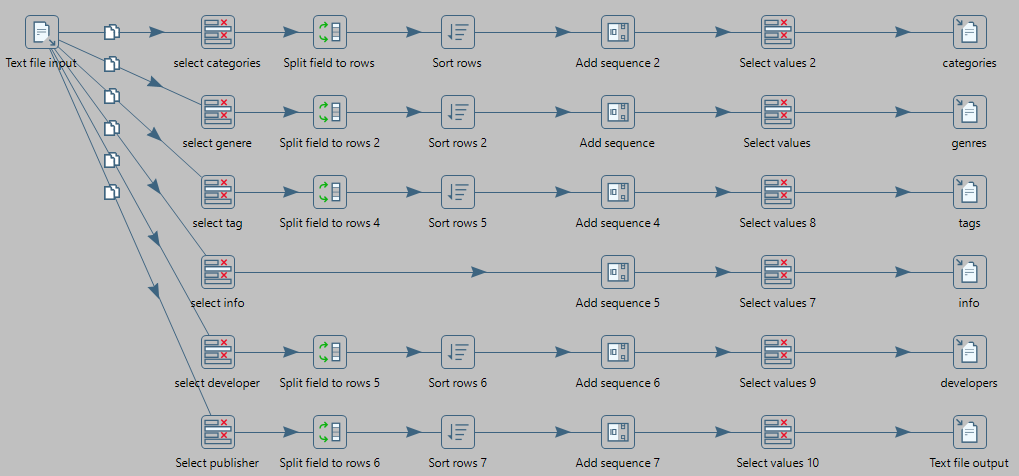 Text file input
select categories
Split field to rows
Sort rows
Add sequence 2
Select values 2
categories
select genere
Split field to rows 2
Sort rows 2
Add sequence
Select values
genres
select tag
Split field to rows 4
Sort rows 5
Add sequence 4
Select values 8
tags
select info
Add sequence 5
Select values 7
info
select developer
Split field to rows 5
Sort rows 6
Add sequence 6
Select values 9
developers
Select publisher
Split field to rows 6
Sort rows 7
Add sequence 7
Select values 10
Text file output